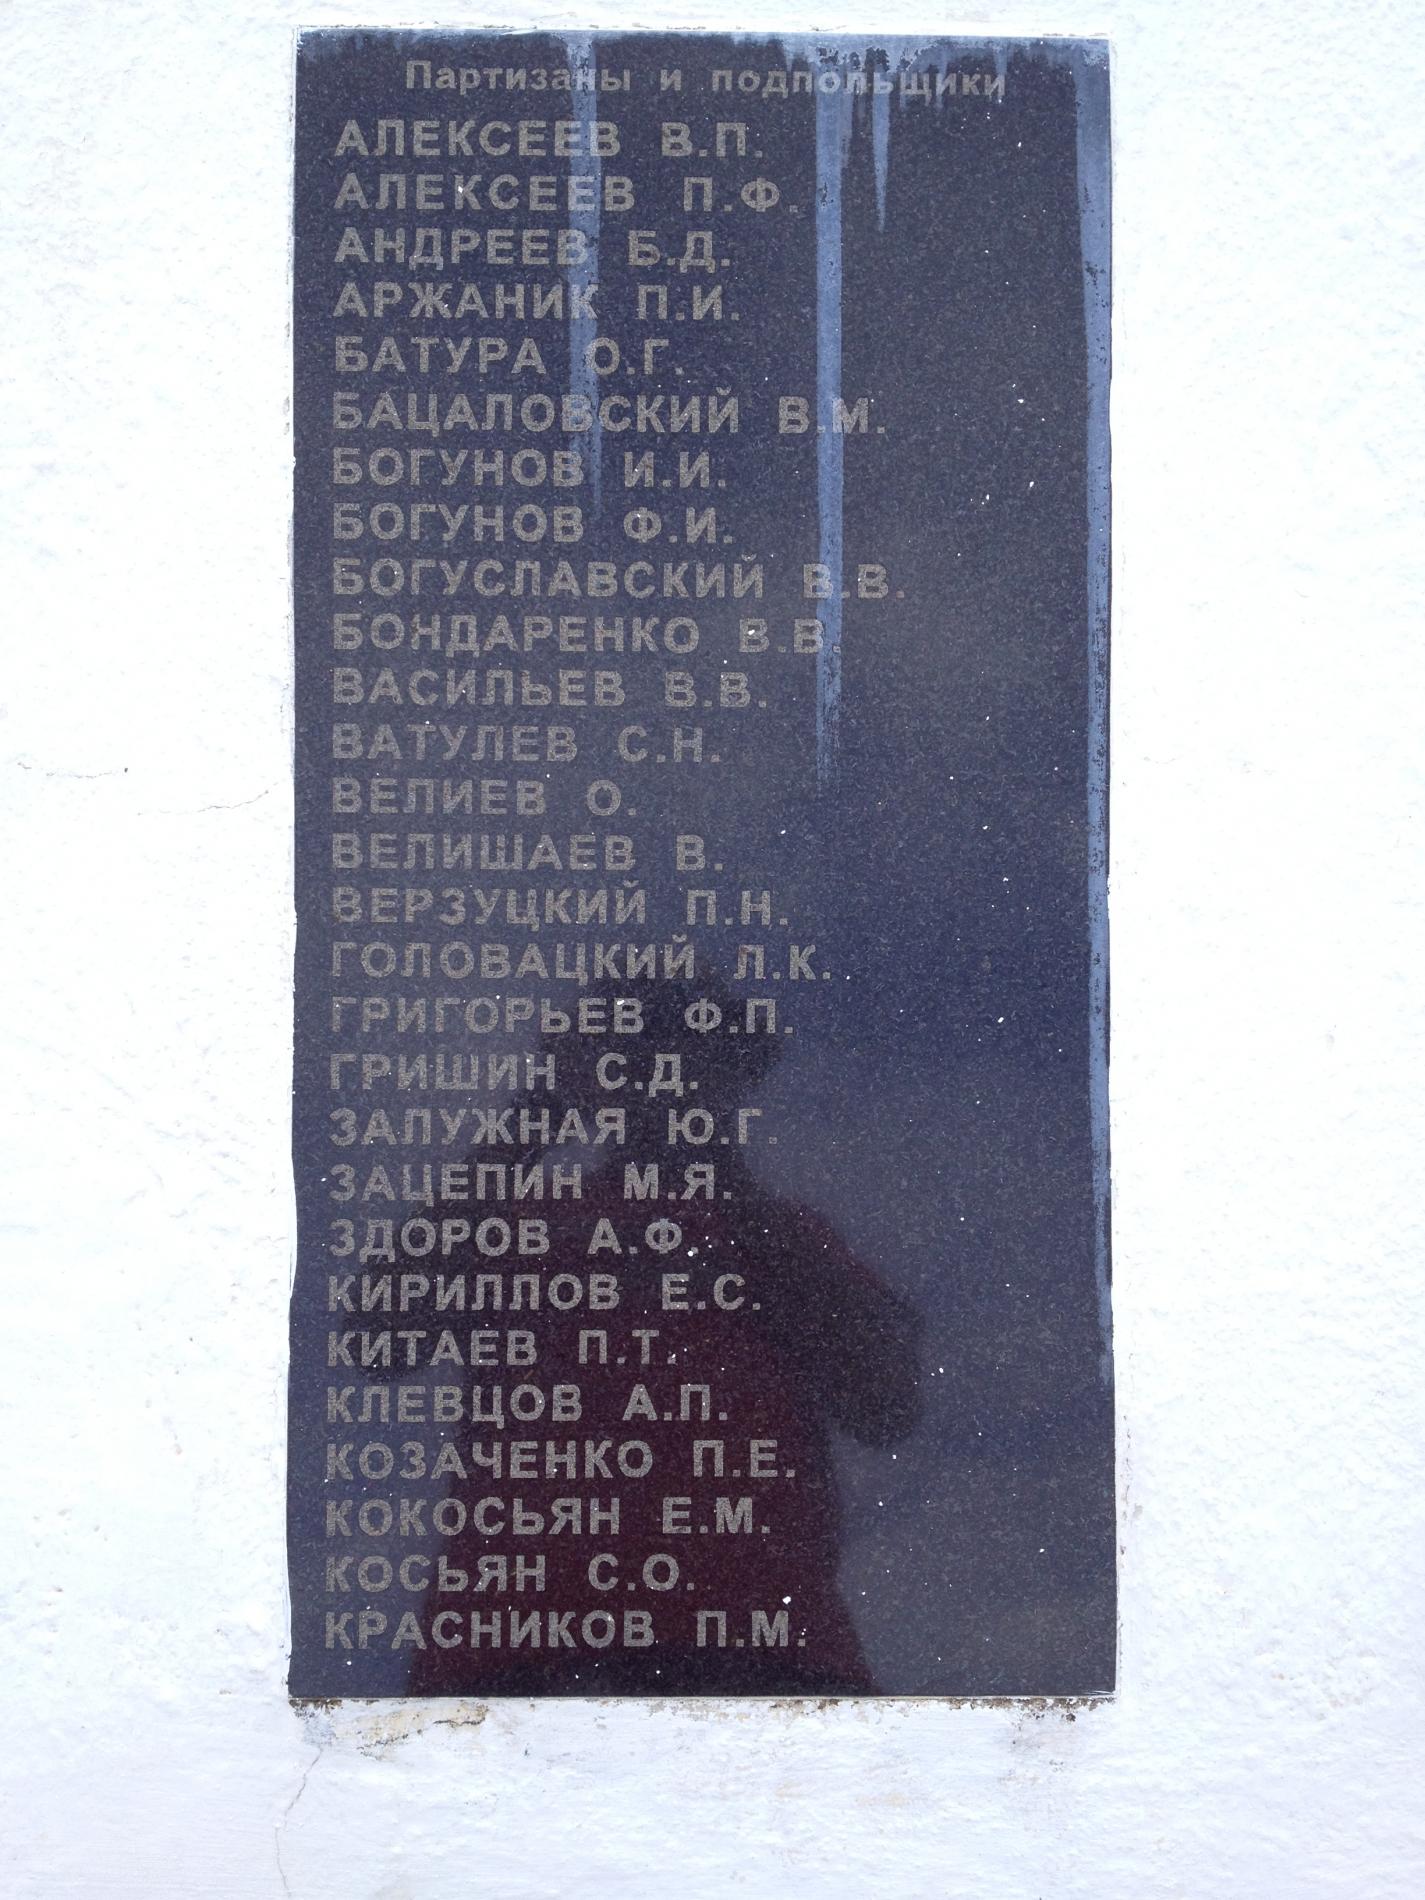 Партизаны и подпольщики
АЛЕКСЕЕВ В.П.
АЛЕКСЕЕВ П.Ф.
АНДРЕЕВ Б.Д.
АРЖАНИК П.И.
БАТУРА О.Г.
БАЦАЛОВСКИЙ В.М.
БОГУНОВ И.И.
БОГУНОВ Ф.И.
БОГУСЛАВСКИЙ В.В.
БОНДАРЕНКО В.В.
ВАСИЛЬЕВ В.В.
ВАТУЛЕВ С.Н.
ВЕЛИЕВ О.
ВЕЛИШАЕВ В.
ВЕРЗУЦКИЙ П.Н.
ГОЛОВАЦКИЙ Л.К.
ГРИГОРЬЕВ Ф.П.
ГРИШИН С.Д.
ЗАЛУЖНАЯ Ю.Г.
ЗАЦЕПИН М.Я.
ЗДОРОВ А.Ф.
КИРИЛЛОВ Е.С.
КИТАЕВ П.Т.
КЛЕВЦОВ А.П.
КОЗАЧЕНКО П.Е.
КОКОСЬЯН Е.М.
КОСЬЯН С.О.
КРАСНИКОВ П.М.